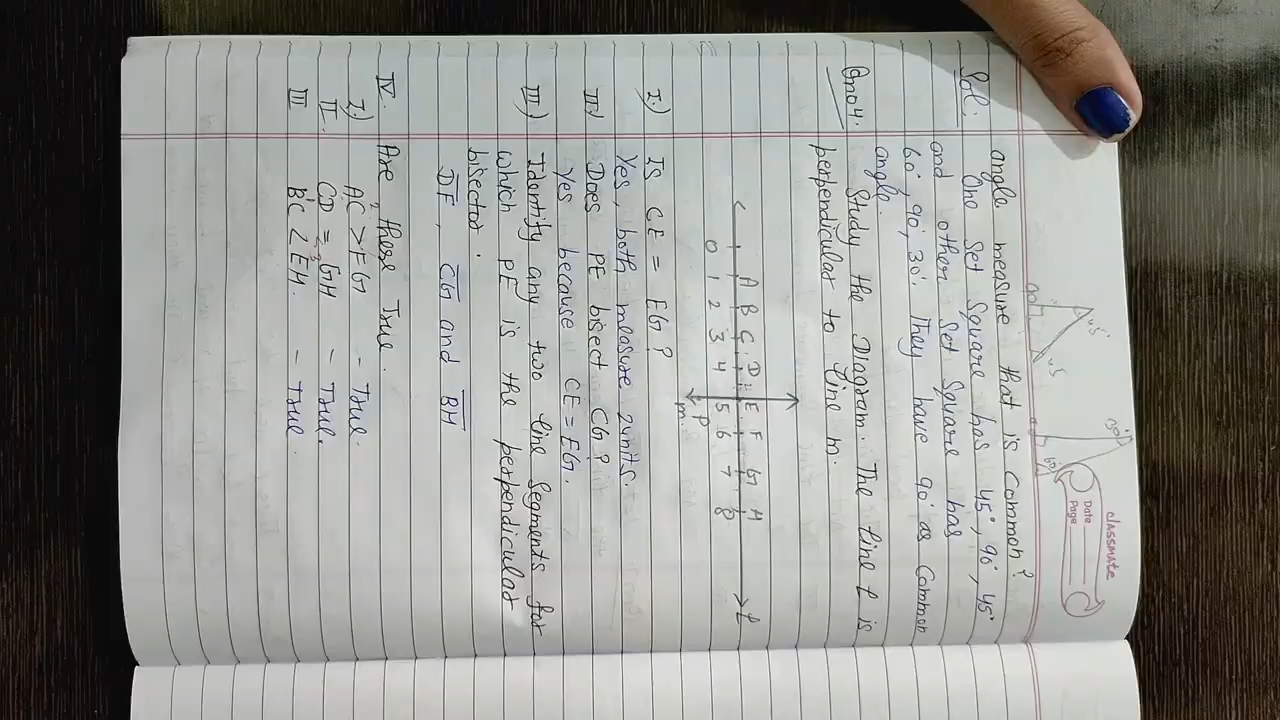 classmate
Date
Page
45°
45
90°
30°
60°
angle measure that is common?
Sol: One Set Square has 45°, 90°, 45°
and other Set Square has
60°, 90°, 30°. They have 90° as Common
angle.
Qno4. Study the Diagram. The Line l is
perpendicular to Line m.
A B C D E F G H
l
0 1 2 3 4 5 6 7 8
P
m.
I.) Is CE = EG?
Yes, both measure 2units.
II.) Does PE bisect CG?
Yes because CE = EG.
III.) Identify any two Line Segments for
which PE is the perpendicular
bisector.
DF, CG and BH
IV. Are these True.
I.) AC > FG - True.
II. CD = GH - True.
III BC < EH. - True.